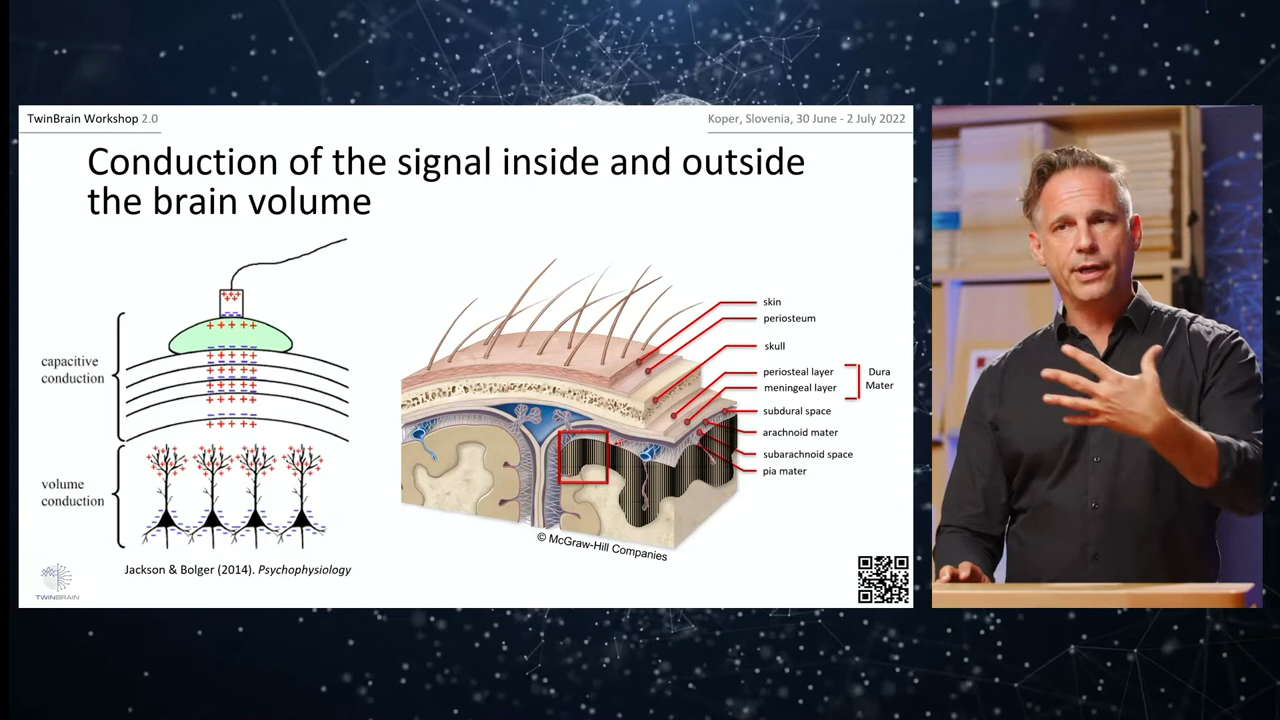 TwinBrain Workshop 2.0
Koper, Slovenia, 30 June - 2 July 2022
Conduction of the signal inside and outside
the brain volume
capacitive
conduction
volume
conduction
Jackson & Bolger (2014). Psychophysiology
skin
periosteum
skull
periosteal layer
meningeal layer
Dura
Mater
subdural space
arachnoid mater
subarachnoid space
pia mater
© McGraw-Hill Companies
TWINBRAIN